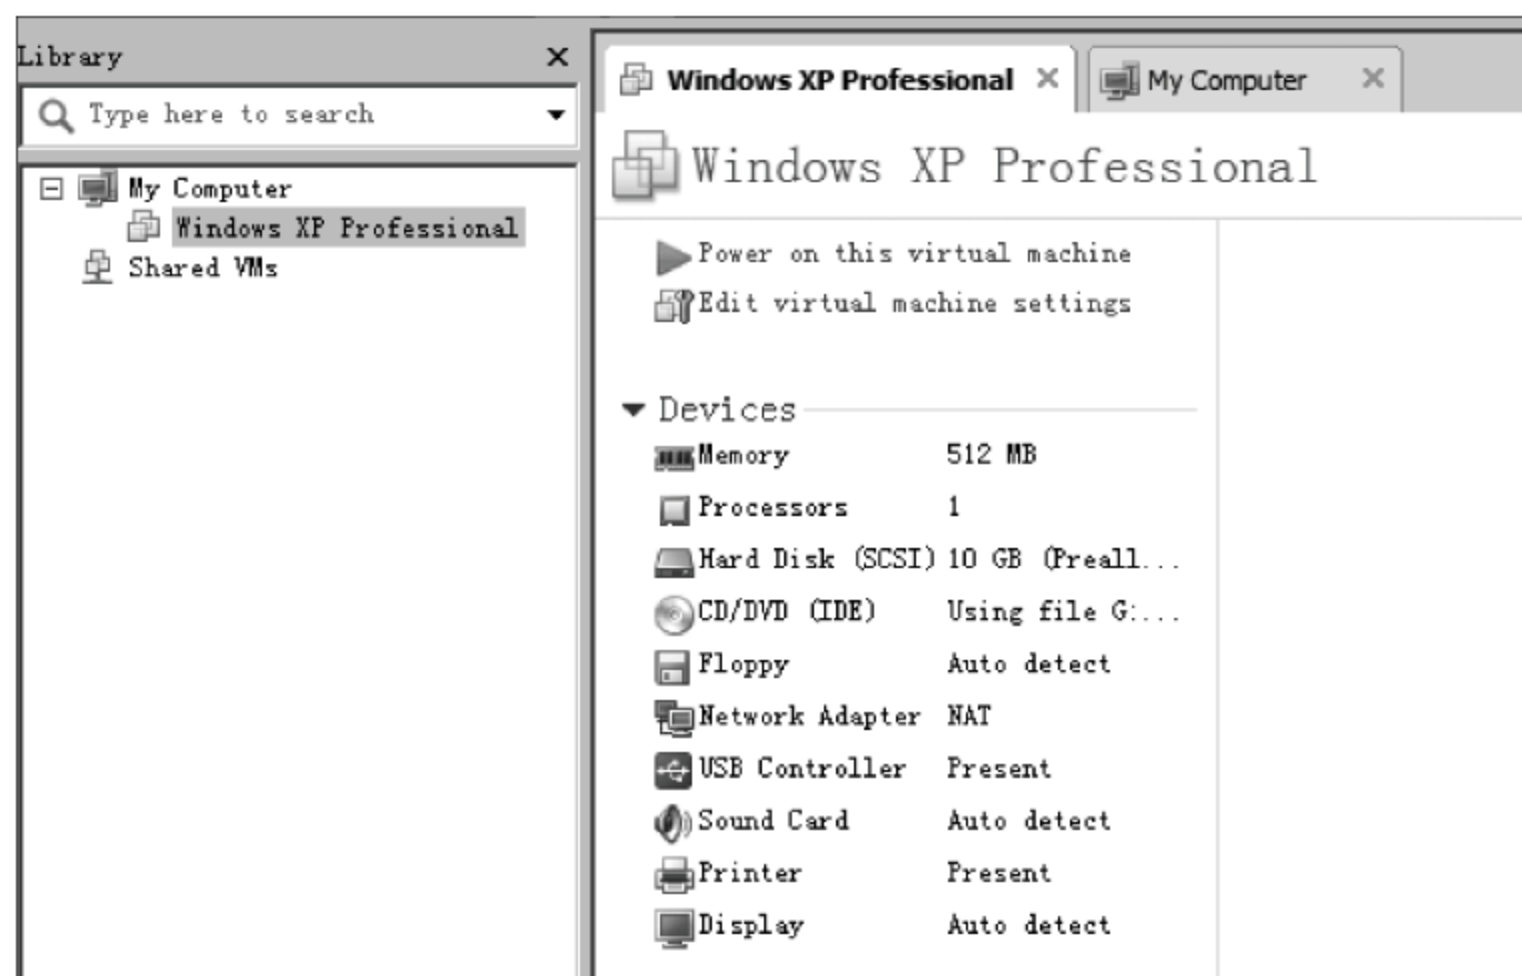 Library
Type here to search
My Computer
Windows XP Professional
Shared VMs
Windows XP Professional
My Computer
Windows XP Professional
Power on this virtual machine
Edit virtual machine settings
Devices
Memory 512 MB
Processors 1
Hard Disk (SCSI) 10 GB (Preall...
CD/DVD (IDE) Using file G:...
Floppy Auto detect
Network Adapter NAT
USB Controller Present
Sound Card Auto detect
Printer Present
Display Auto detect